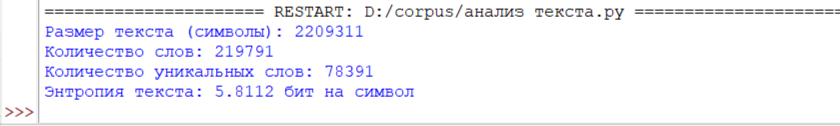 ====================== RESTART: D:/corpus/анализ текста.py =====================
Размер текста (символы): 2209311
Количество слов: 219791
Количество уникальных слов: 78391
Энтропия текста: 5.8112 бит на символ
>>>